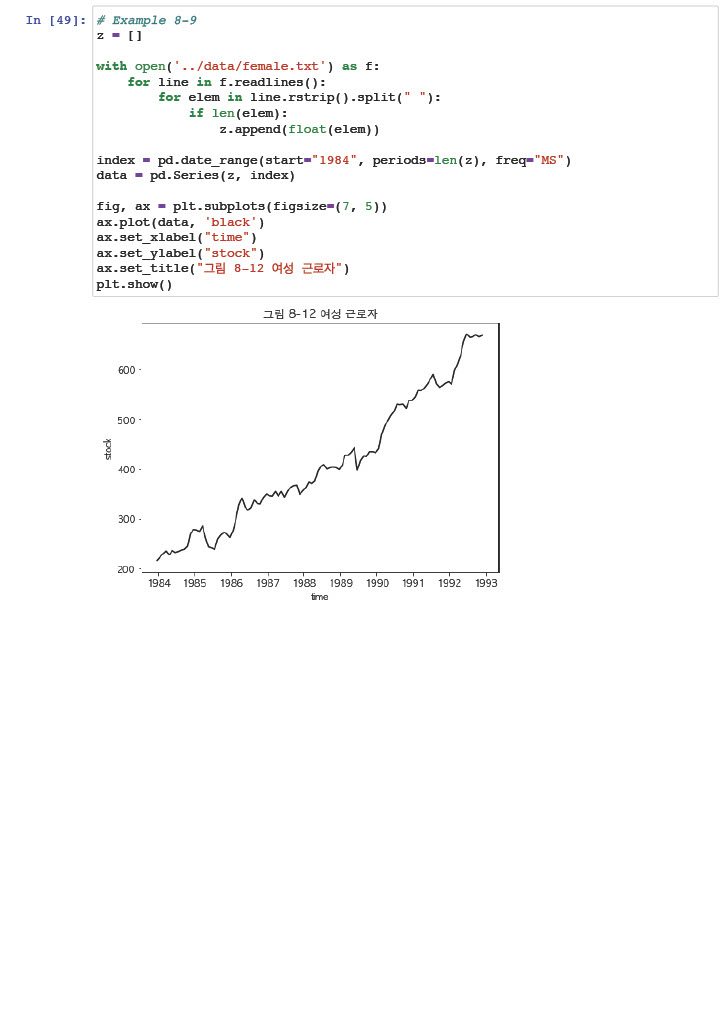 In [49]: # Example 8-9
z = []
with open('../data/female.txt') as f:
    for line in f.readlines():
        for elem in line.rstrip().split(" "):
            if len(elem):
                z.append(float(elem))
index = pd.date_range(start="1984", periods=len(z), freq="MS")
data = pd.Series(z, index)
fig, ax = plt.subplots(figsize=(7, 5))
ax.plot(data, 'black')
ax.set_xlabel("time")
ax.set_ylabel("stock")
ax.set_title("그림 8-12 여성 근로자")
plt.show()
그림 8-12 여성 근로자
600
500
stock
400
300
200
1984 1985 1986 1987 1988 1989 1990 1991 1992 1993
time